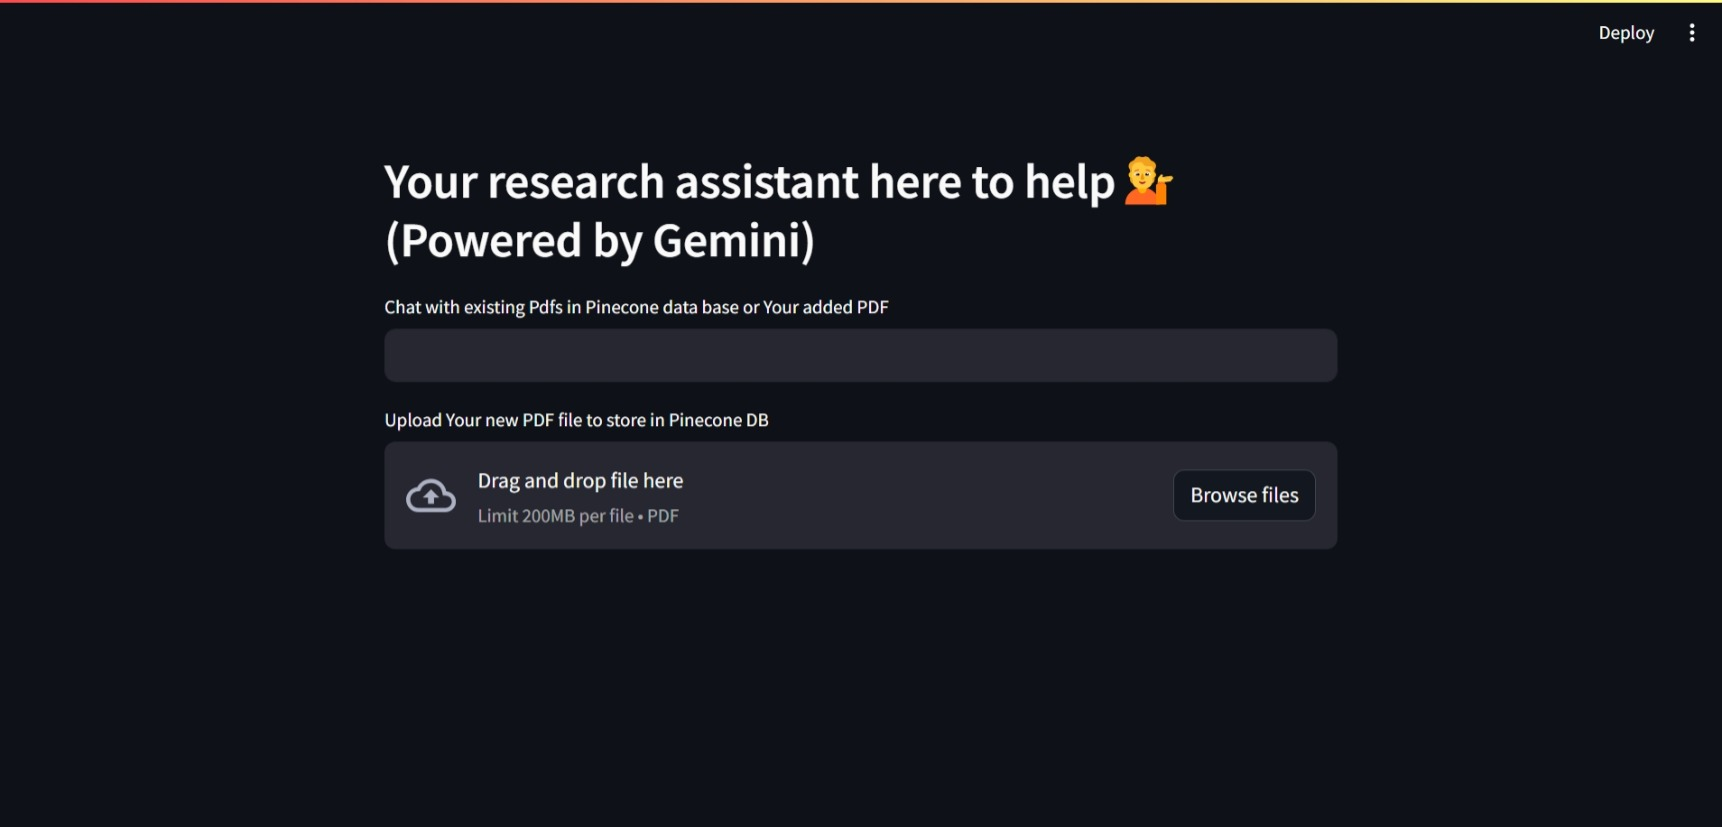 Deploy
Your research assistant here to help💁
(Powered by Gemini)
Chat with existing Pdfs in Pinecone data base or Your added PDF
Upload Your new PDF file to store in Pinecone DB
Drag and drop file here
Limit 200MB per file • PDF
Browse files